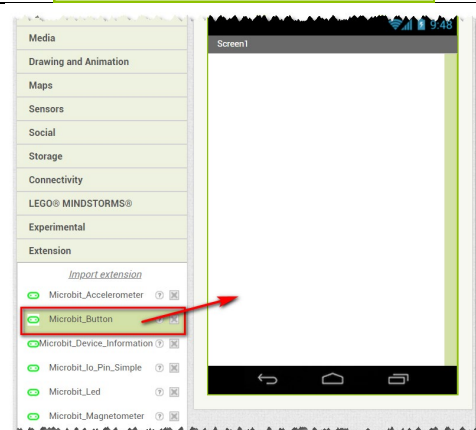 Media
Drawing and Animation
Maps
Sensors
Social
Storage
Connectivity
LEGO® MINDSTORMS®
Experimental
Extension
Import extension
Microbit_Accelerometer ?
Microbit_Button ?
Microbit_Device_Information ?
Microbit_Io_Pin_Simple ?
Microbit_Led ?
Microbit_Magnetometer ?
9:48
Screen1